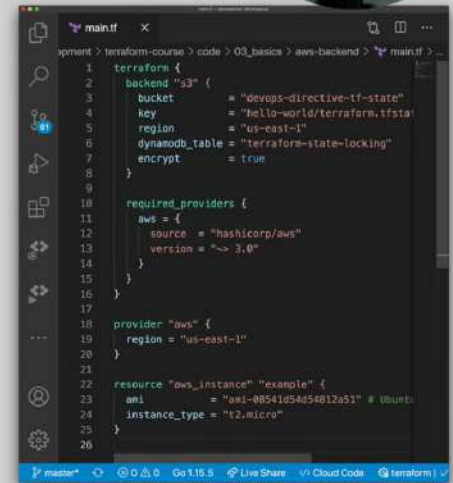 main.tf
opment > terraform-course > code > 03_basics > aws-backend > main.tf > ...
1 terraform {
2 backend "s3" {
3 bucket = "devops-directive-tf-state"
4 key = "hello-world/terraform.tfstat
5 region = "us-east-1"
6 dynamodb_table = "terraform-state-locking"
7 encrypt = true
8 }
9
10 required_providers {
11 aws = {
12 source = "hashicorp/aws"
13 version = "~> 3.0"
14 }
15 }
16 }
17
18 provider "aws" {
19 region = "us-east-1"
20 }
21
22 resource "aws_instance" "example" {
23 ami = "ami-08541d54d54812a51" # Ubunt
24 instance_type = "t2.micro"
25 }
26
master* 0 0 0 Go 1.15.5 Live Share Cloud Code terraform